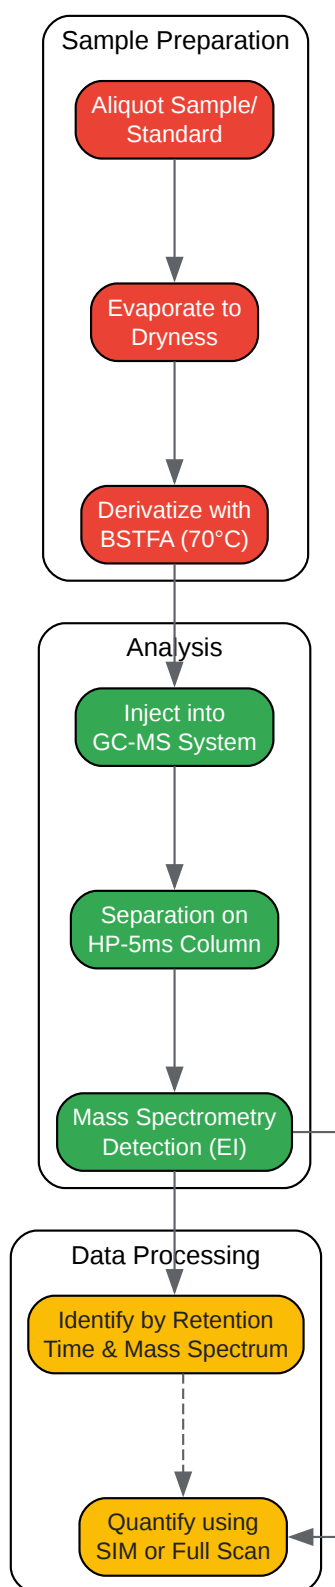 Sample Preparation
Aliquot Sample/
Standard
Evaporate to
Dryness
Derivatize with
BSTFA (70°C)
Analysis
Inject into
GC-MS System
Separation on
HP-5ms Column
Mass Spectrometry
Detection (EI)
Data Processing
Identify by Retention
Time & Mass Spectrum
Quantify using
SIM or Full Scan